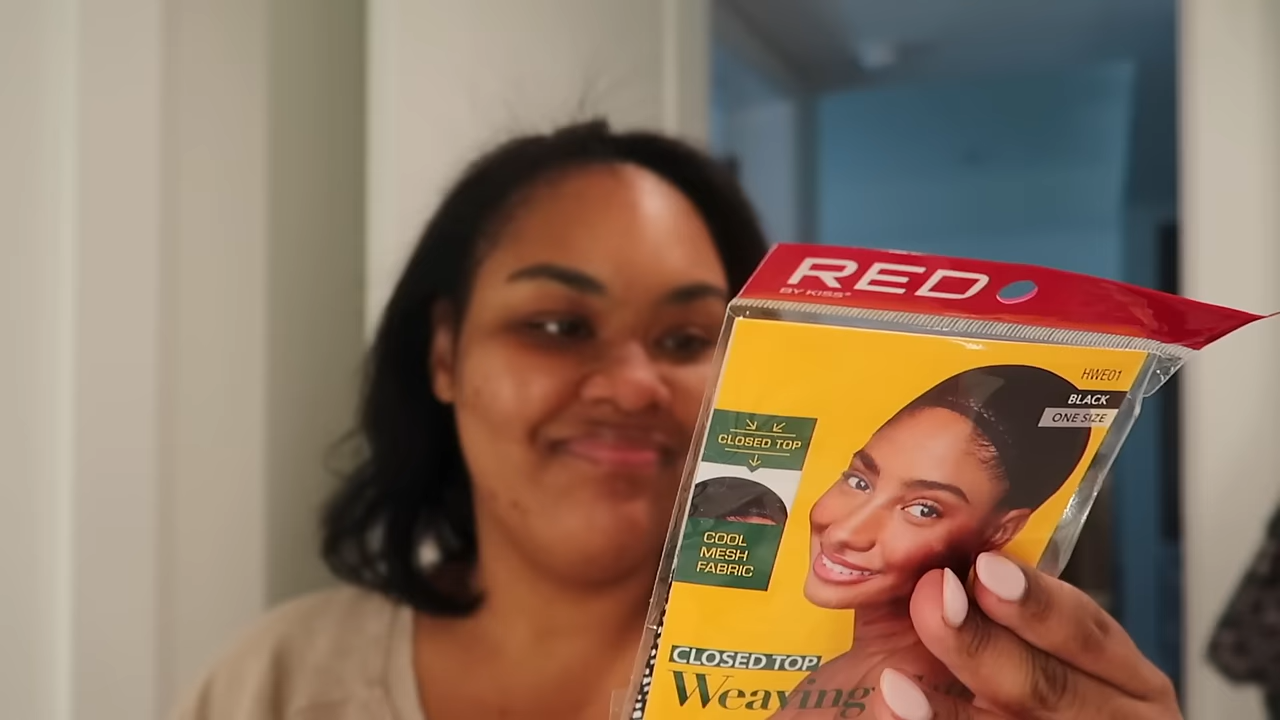 RED
BY KISS®
HWE01
BLACK
ONE SIZE
CLOSED TOP
COOL
MESH
FABRIC
CLOSED TOP
Weaving